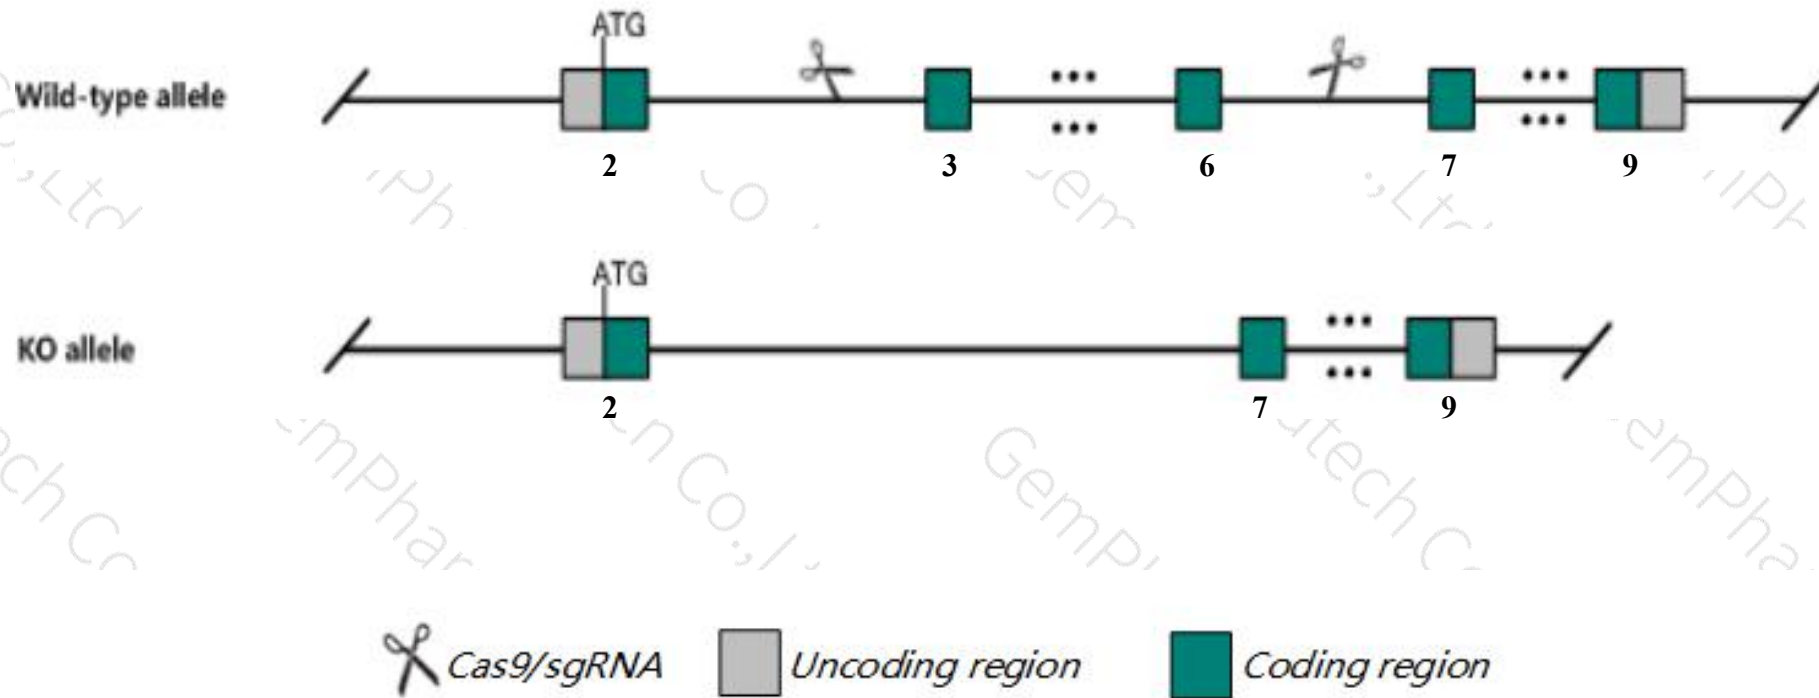 ATG
Wild-type allele
2 3 6 7 9
ATG
KO allele
2 7 9
Cas9/sgRNA Uncoding region Coding region